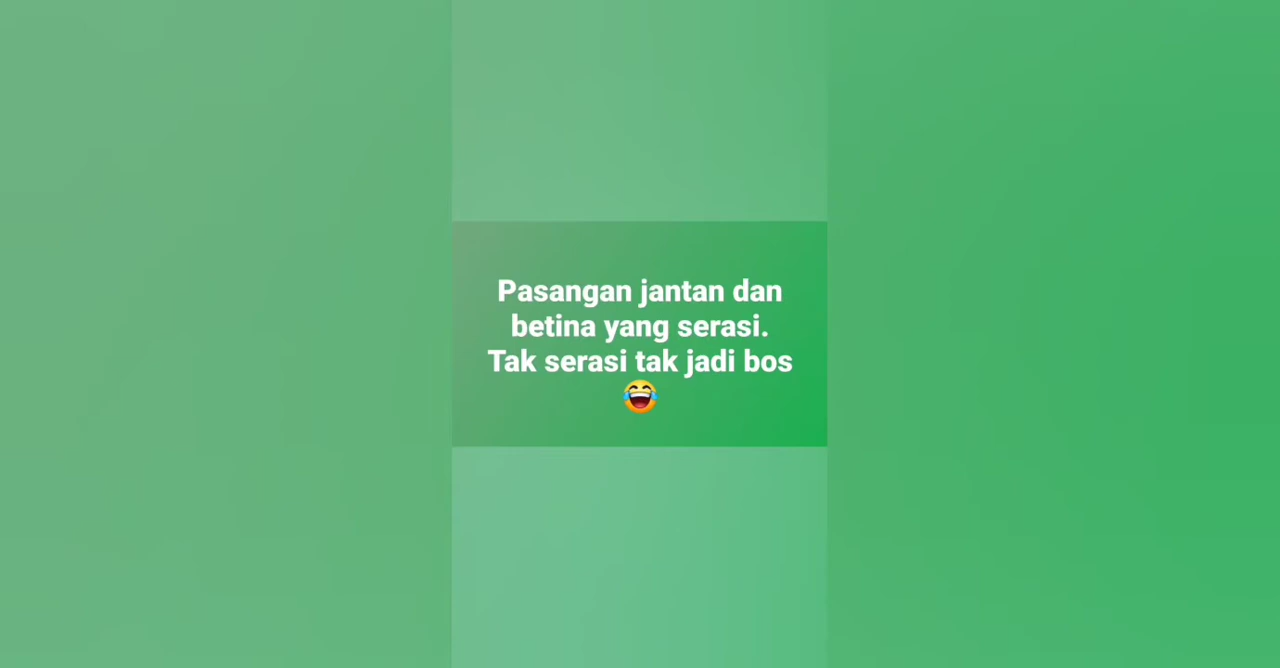 Pasangan jantan dan
betina yang serasi.
Tak serasi tak jadi bos
😂